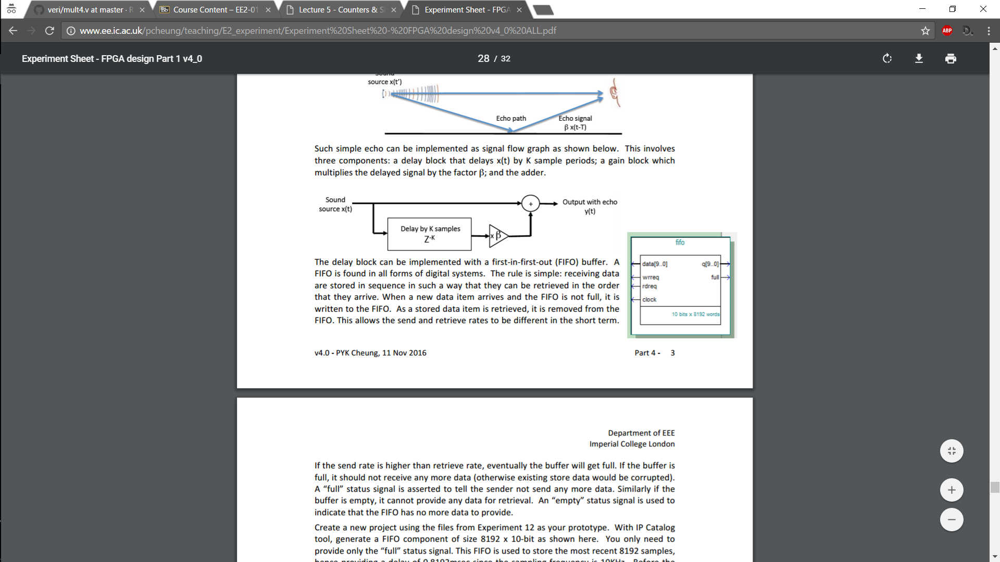 veri/mult4.v at master · R
Course Content – EE2-01
Lecture 5 - Counters & S
Experiment Sheet - FPGA
www.ee.ic.ac.uk/pcheung/teaching/E2_experiment/Experiment%20Sheet%20-%20FPGA%20design%20v4_0%20ALL.pdf
ABP
Experiment Sheet - FPGA design Part 1 v4_0
28 / 32
Sound
source x(t')
Echo path
Echo signal
β x(t-T)
Such simple echo can be implemented as signal flow graph as shown below. This involves
three components: a delay block that delays x(t) by K sample periods; a gain block which
multiplies the delayed signal by the factor β; and the adder.
Sound
source x(t)
+
Output with echo
y(t)
Delay by K samples
Z-K
x β
The delay block can be implemented with a first-in-first-out (FIFO) buffer. A
FIFO is found in all forms of digital systems. The rule is simple: receiving data
are stored in sequence in such a way that they can be retrieved in the order
that they arrive. When a new data item arrives and the FIFO is not full, it is
written to the FIFO. As a stored data item is retrieved, it is removed from the
FIFO. This allows the send and retrieve rates to be different in the short term.
fifo
data[9..0]
q[9..0]
wrreq
full
rdreq
clock
10 bits x 8192 words
v4.0 - PYK Cheung, 11 Nov 2016
Part 4 - 3
Department of EEE
Imperial College London
If the send rate is higher than retrieve rate, eventually the buffer will get full. If the buffer is
full, it should not receive any more data (otherwise existing store data would be corrupted).
A “full” status signal is asserted to tell the sender not send any more data. Similarly if the
buffer is empty, it cannot provide any data for retrieval. An “empty” status signal is used to
indicate that the FIFO has no more data to provide.
Create a new project using the files from Experiment 12 as your prototype. With IP Catalog
tool, generate a FIFO component of size 8192 x 10-bit as shown here. You only need to
provide only the “full” status signal. This FIFO is used to store the most recent 8192 samples,
hence providing a delay of 0.8192msec since the sampling frequency is 10KHz. Before the